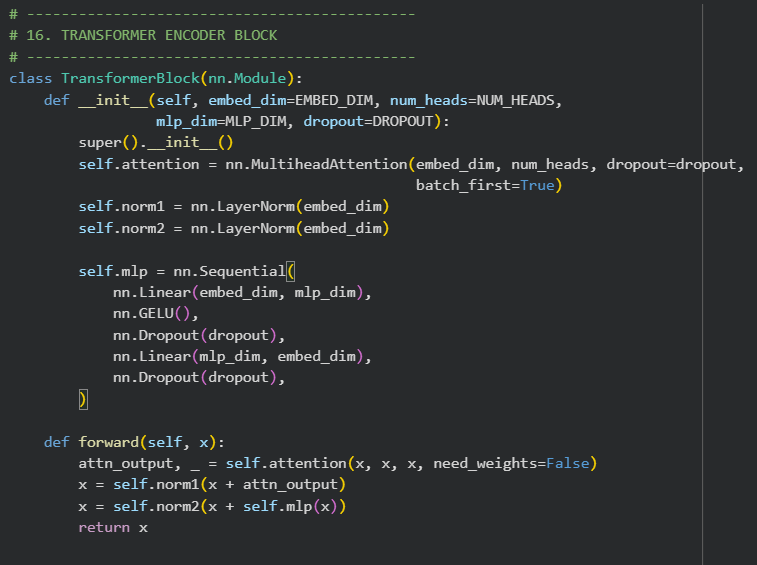 # ---------------------------------------------
# 16. TRANSFORMER ENCODER BLOCK
# ---------------------------------------------
class TransformerBlock(nn.Module):
    def __init__(self, embed_dim=EMBED_DIM, num_heads=NUM_HEADS,
                 mlp_dim=MLP_DIM, dropout=DROPOUT):
        super().__init__()
        self.attention = nn.MultiheadAttention(embed_dim, num_heads, dropout=dropout,
                                               batch_first=True)
        self.norm1 = nn.LayerNorm(embed_dim)
        self.norm2 = nn.LayerNorm(embed_dim)

        self.mlp = nn.Sequential(
            nn.Linear(embed_dim, mlp_dim),
            nn.GELU(),
            nn.Dropout(dropout),
            nn.Linear(mlp_dim, embed_dim),
            nn.Dropout(dropout),
        )

    def forward(self, x):
        attn_output, _ = self.attention(x, x, x, need_weights=False)
        x = self.norm1(x + attn_output)
        x = self.norm2(x + self.mlp(x))
        return x